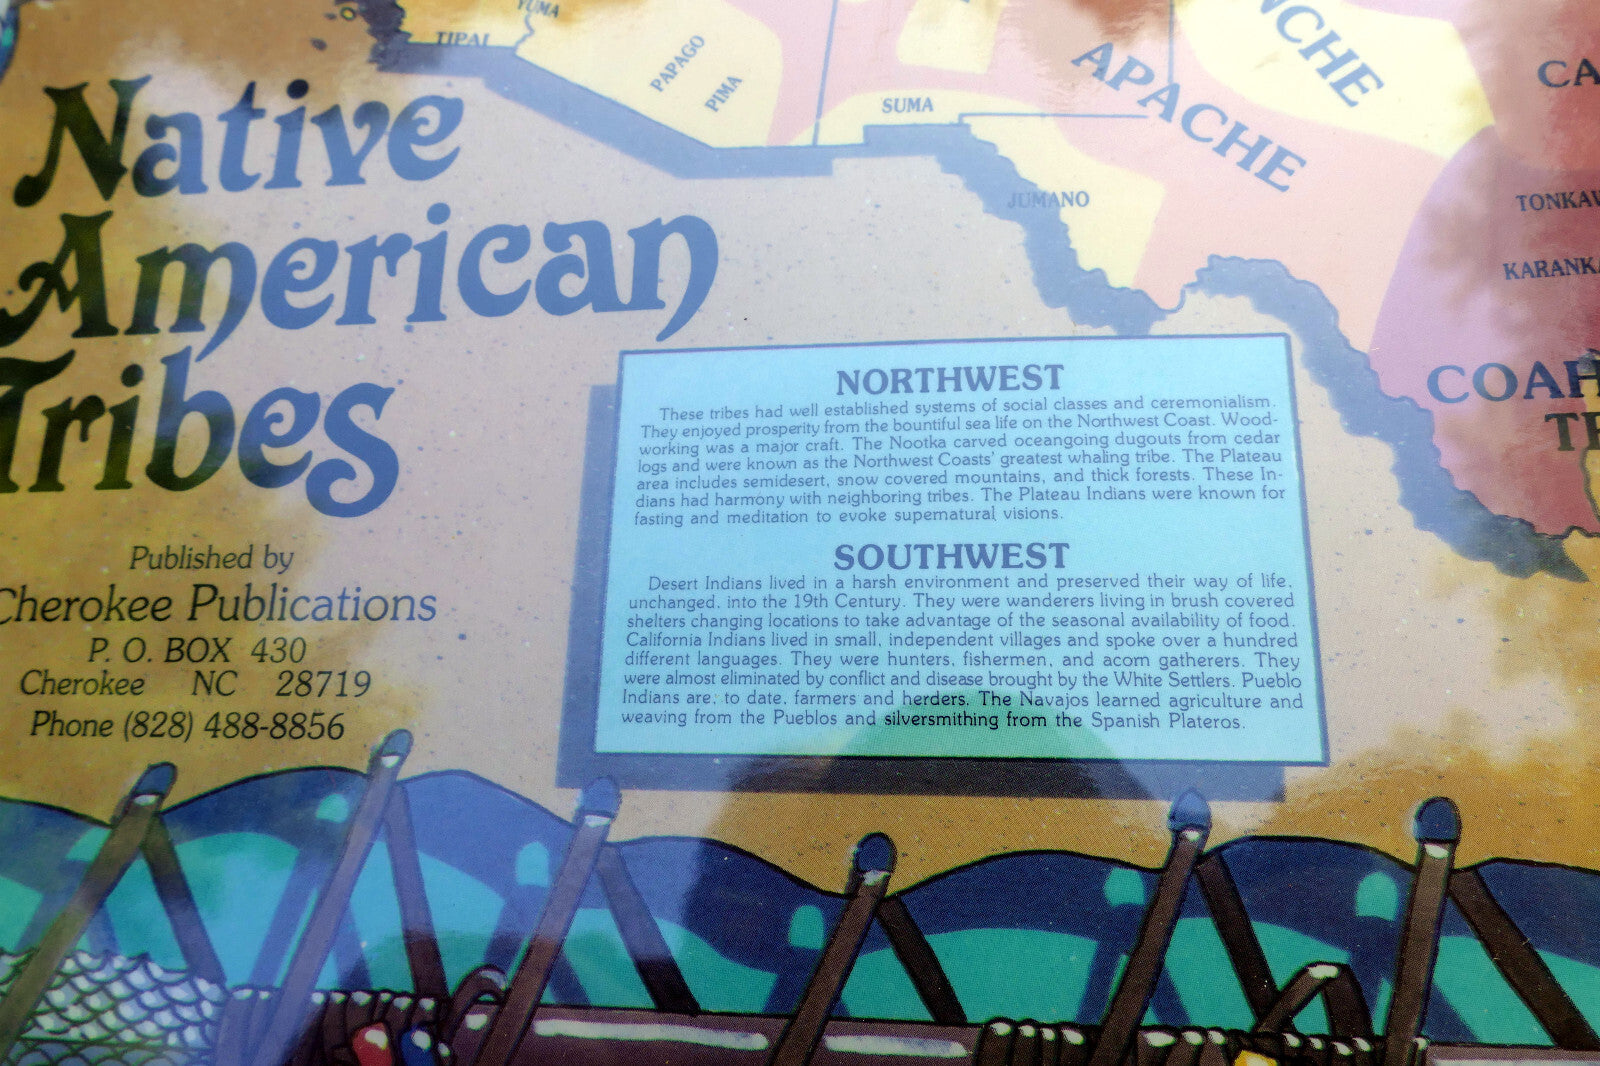 YUMA
TIPAI
PAPAGO
PIMA
SUMA
APACHE
NCHE
CA
JUMANO
TONKAW
KARANKA
COAH
TE
Native
American
Tribes
Published by
Cherokee Publications
P. O. BOX 430
Cherokee NC 28719
Phone (828) 488-8856
NORTHWEST
These tribes had well established systems of social classes and ceremonialism.
They enjoyed prosperity from the bountiful sea life on the Northwest Coast. Wood-
working was a major craft. The Nootka carved oceangoing dugouts from cedar
logs and were known as the Northwest Coasts' greatest whaling tribe. The Plateau
area includes semidesert, snow covered mountains, and thick forests. These In-
dians had harmony with neighboring tribes. The Plateau Indians were known for
fasting and meditation to evoke supernatural visions.
SOUTHWEST
Desert Indians lived in a harsh environment and preserved their way of life,
unchanged, into the 19th Century. They were wanderers living in brush covered
shelters changing locations to take advantage of the seasonal availability of food.
California Indians lived in small, independent villages and spoke over a hundred
different languages. They were hunters, fishermen, and acorn gatherers. They
were almost eliminated by conflict and disease brought by the White Settlers. Pueblo
Indians are, to date, farmers and herders. The Navajos learned agriculture and
weaving from the Pueblos and silversmithing from the Spanish Plateros.